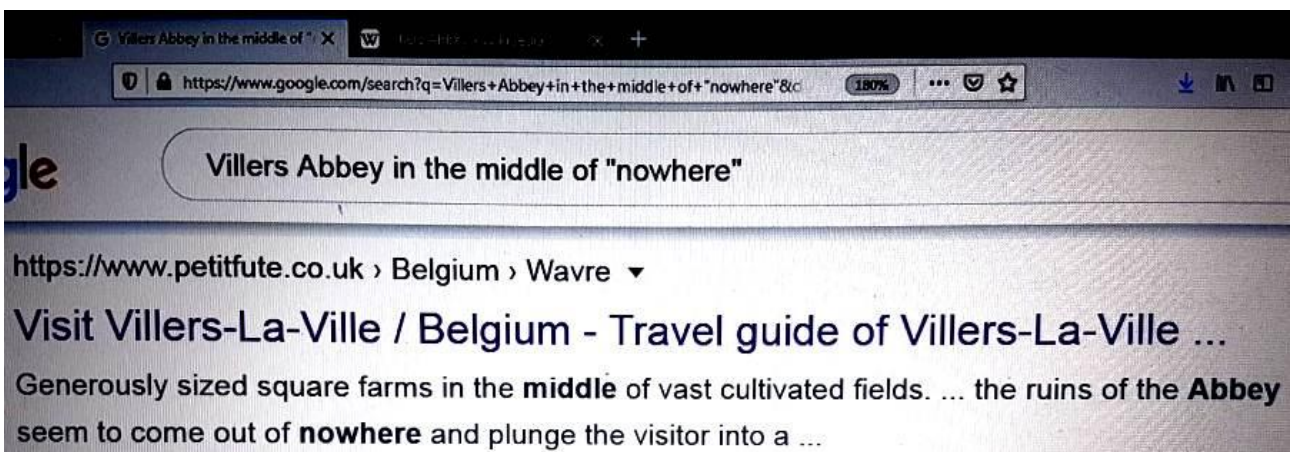 G Villers Abbey in the middle of " X W X +
https://www.google.com/search?q=Villers+Abbey+in+the+middle+of+"nowhere"&c 180% ...
gle Villers Abbey in the middle of "nowhere"
https://www.petitfute.co.uk › Belgium › Wavre ▼
Visit Villers-La-Ville / Belgium - Travel guide of Villers-La-Ville ...
Generously sized square farms in the middle of vast cultivated fields. ... the ruins of the Abbey
seem to come out of nowhere and plunge the visitor into a ...